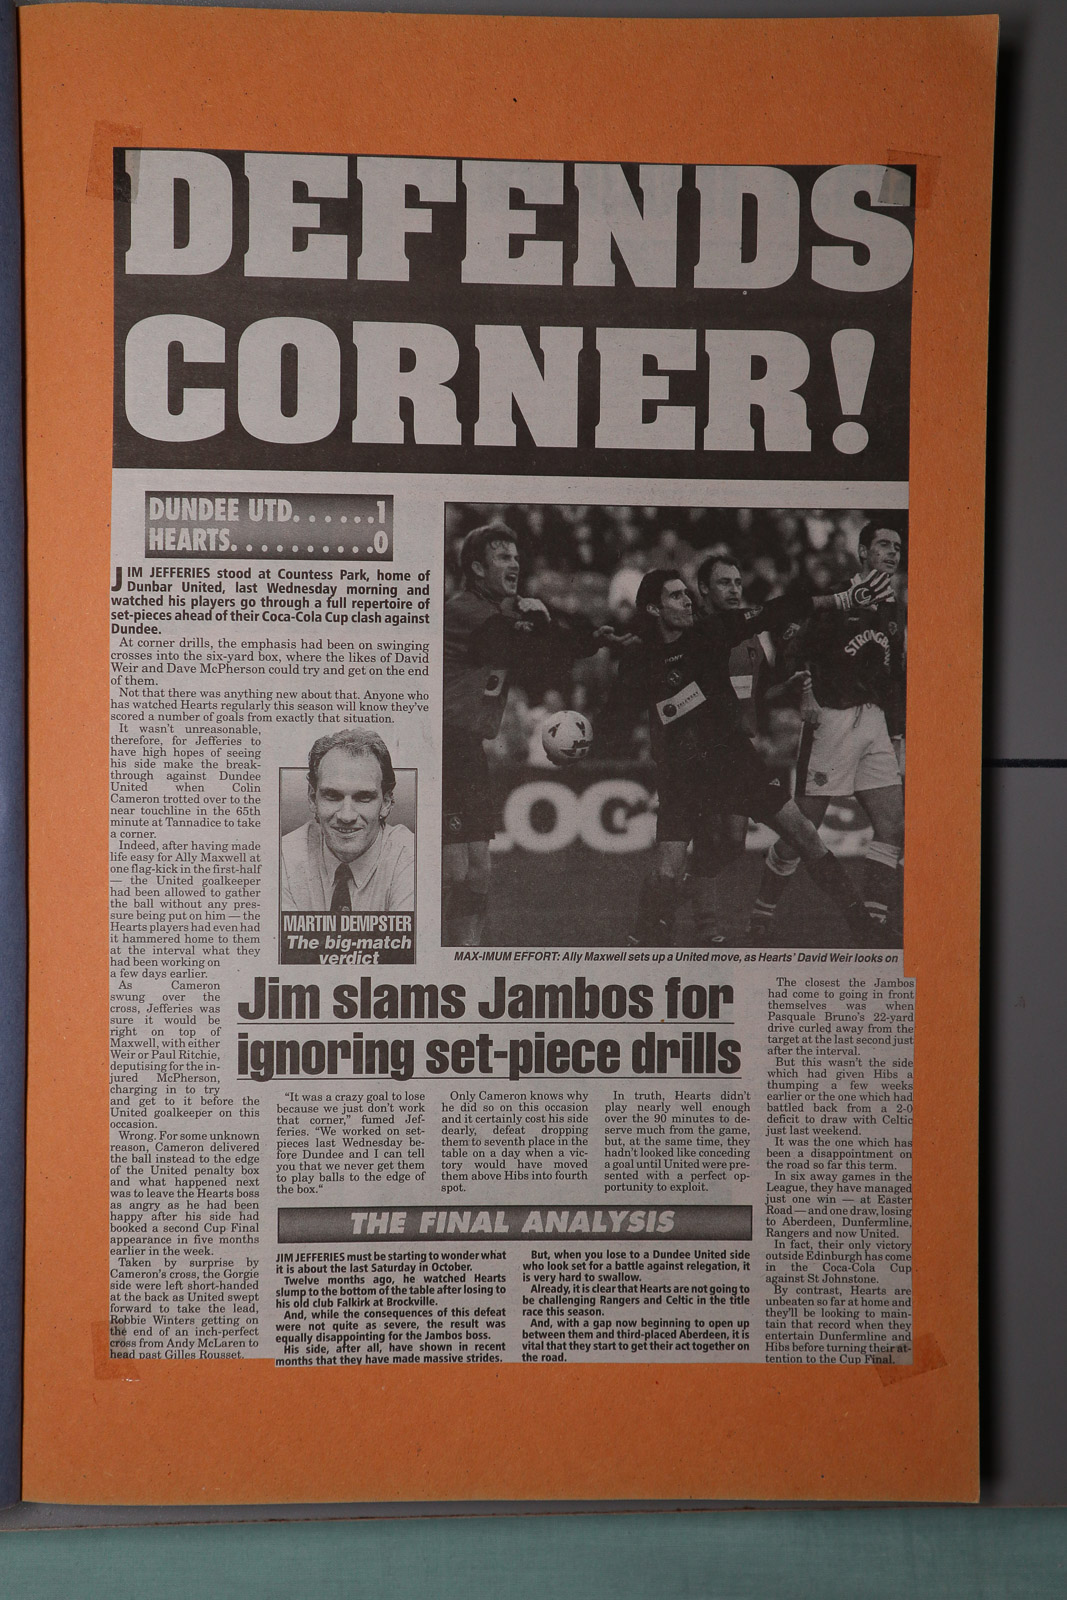 DEFENDS
CORNER!
DUNDEE UTD......1
HEARTS..........0
JIM JEFFERIES stood at Countess Park, home of
Dunbar United, last Wednesday morning and
watched his players go through a full repertoire of
set-pieces ahead of their Coca-Cola Cup clash against
Dundee.
At corner drills, the emphasis had been on swinging
crosses into the six-yard box, where the likes of David
Weir and Dave McPherson could try and get on the end
of them.
Not that there was anything new about that. Anyone who
has watched Hearts regularly this season will know they've
scored a number of goals from exactly that situation.
It wasn't unreasonable,
therefore, for Jefferies to
have high hopes of seeing
his side make the break-
through against Dundee
United when Colin
Cameron trotted over to the
near touchline in the 65th
minute at Tannadice to take
a corner.
Indeed, after having made
life easy for Ally Maxwell at
one flag-kick in the first-half
— the United goalkeeper
had been allowed to gather
the ball without any pres-
sure being put on him — the
Hearts players had even had
it hammered home to them
at the interval what they
had been working on
a few days earlier.
As Cameron
swung over the
cross, Jefferies was
sure it would be
right on top of
Maxwell, with either
Weir or Paul Ritchie,
deputising for the in-
jured McPherson,
charging in to try
and get to it before the
United goalkeeper on this
occasion.
Wrong. For some unknown
reason, Cameron delivered
the ball instead to the edge
of the United penalty box
and what happened next
was to leave the Hearts boss
as angry as he had been
happy after his side had
booked a second Cup Final
appearance in five months
earlier in the week.
Taken by surprise by
Cameron's cross, the Gorgie
side were left short-handed
at the back as United swept
forward to take the lead,
Robbie Winters getting on
the end of an inch-perfect
cross from Andy McLaren to
head past Gilles Rousset.
MARTIN DEMPSTER
The big-match
verdict
STRONGB
LOG
MAX-IMUM EFFORT: Ally Maxwell sets up a United move, as Hearts' David Weir looks on
Jim slams Jambos for
ignoring set-piece drills
"It was a crazy goal to lose
because we just don't work
that corner," fumed Jef-
feries. "We worked on set-
pieces last Wednesday be-
fore Dundee and I can tell
you that we never get them
to play balls to the edge of
the box."
Only Cameron knows why
he did so on this occasion
and it certainly cost his side
dearly, defeat dropping
them to seventh place in the
table on a day when a vic-
tory would have moved
them above Hibs into fourth
spot.
In truth, Hearts didn't
play nearly well enough
over the 90 minutes to de-
serve much from the game,
but, at the same time, they
hadn't looked like conceding
a goal until United were pre-
sented with a perfect op-
portunity to exploit.
The closest the Jambos
had come to going in front
themselves was when
Pasquale Bruno's 22-yard
drive curled away from the
target at the last second just
after the interval.
But this wasn't the side
which had given Hibs a
thumping a few weeks
earlier or the one which had
battled back from a 2-0
deficit to draw with Celtic
just last weekend.
It was the one which has
been a disappointment on
the road so far this term.
In six away games in the
League, they have managed
just one win — at Easter
Road — and one draw, losing
to Aberdeen, Dunfermline,
Rangers and now United.
In fact, their only victory
outside Edinburgh has come
in the Coca-Cola Cup
against St Johnstone.
By contrast, Hearts are
unbeaten so far at home and
they'll be looking to main-
tain that record when they
entertain Dunfermline and
Hibs before turning their at-
tention to the Cup Final.
THE FINAL ANALYSIS
JIM JEFFERIES must be starting to wonder what
it is about the last Saturday in October.
Twelve months ago, he watched Hearts
slump to the bottom of the table after losing to
his old club Falkirk at Brockville.
And, while the consequences of this defeat
were not quite as severe, the result was
equally disappointing for the Jambos boss.
His side, after all, have shown in recent
months that they have made massive strides.
But, when you lose to a Dundee United side
who look set for a battle against relegation, it
is very hard to swallow.
Already, it is clear that Hearts are not going to
be challenging Rangers and Celtic in the title
race this season.
And, with a gap now beginning to open up
between them and third-placed Aberdeen, it is
vital that they start to get their act together on
the road.